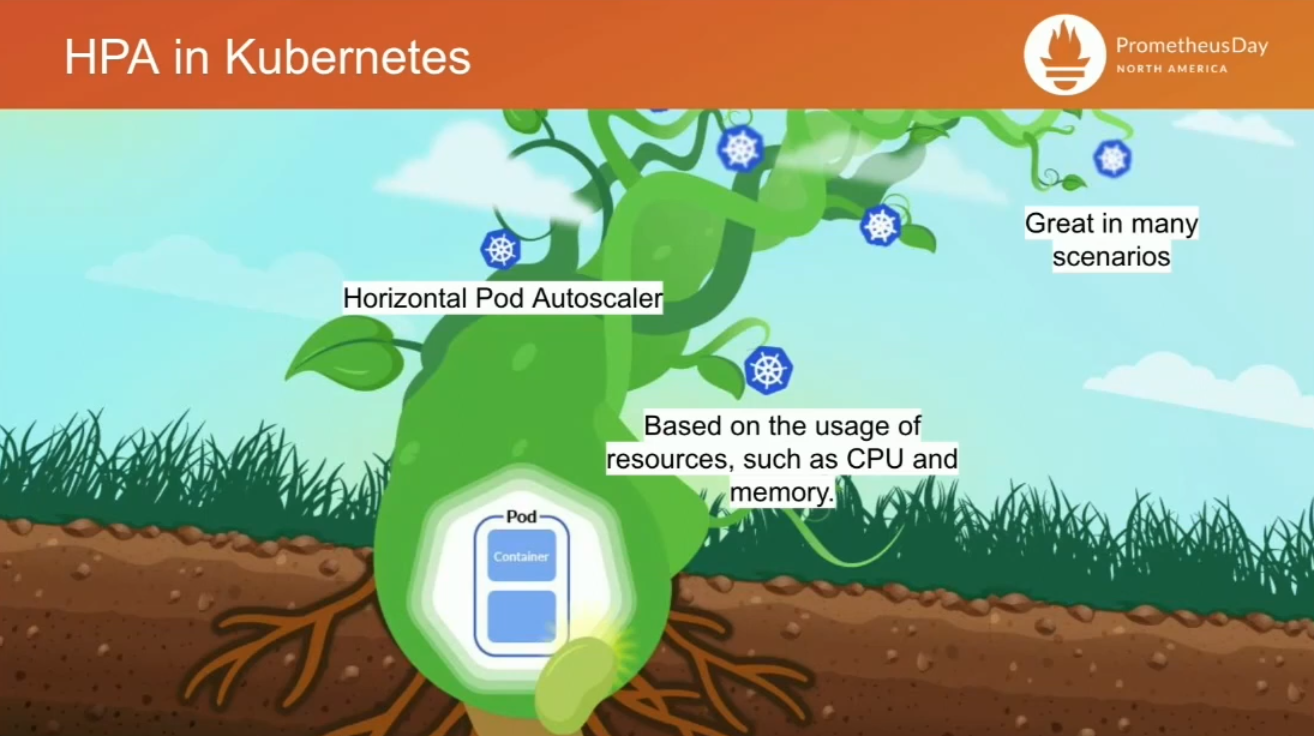 HPA in Kubernetes
PrometheusDay
NORTH AMERICA
Great in many
scenarios
Horizontal Pod Autoscaler
Based on the usage of
resources, such as CPU and
memory.
Pod
Container